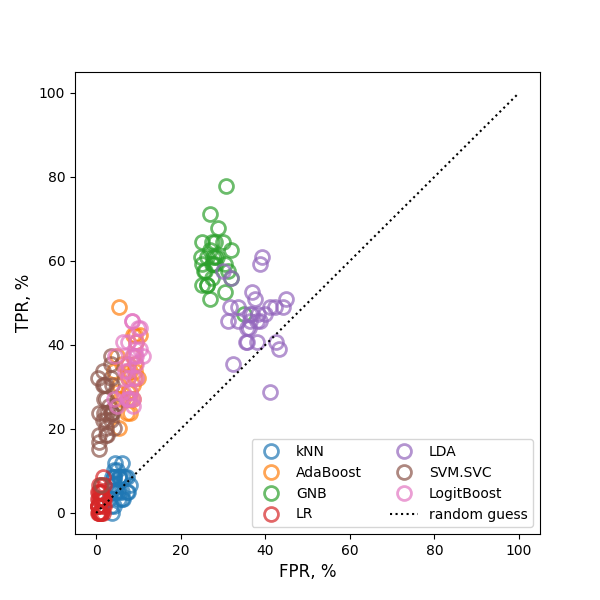 100
80
60
40
20
0
TPR, %
kNN
AdaBoost
GNB
LR
LDA
SVM.SVC
LogitBoost
random guess
0 20 40 60 80 100
FPR, %